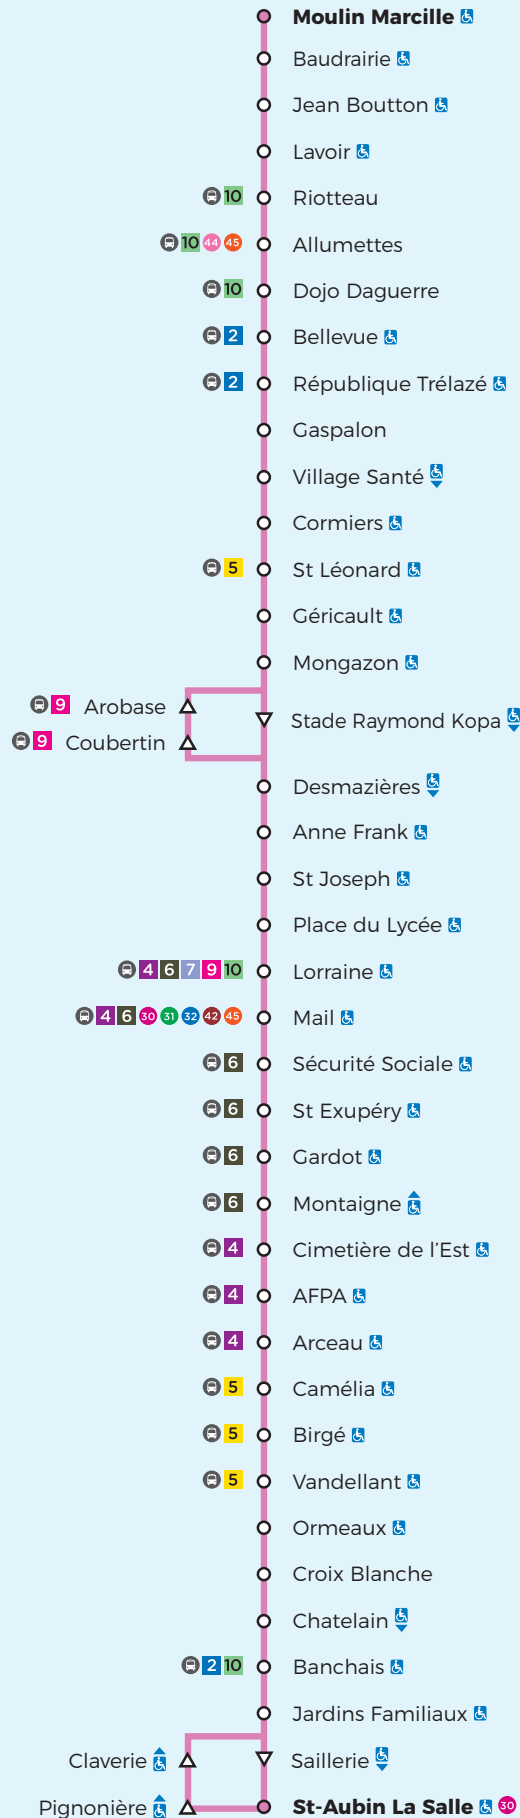 Moulin Marcille
Baudrairie
Jean Boutton
Lavoir
10 Riotteau
10 44 45 Allumettes
10 Dojo Daguerre
2 Bellevue
2 République Trélazé
Gaspalon
Village Santé
Cormiers
5 St Léonard
Géricault
Mongazon
9 Arobase
Stade Raymond Kopa
9 Coubertin
Desmazières
Anne Frank
St Joseph
Place du Lycée
4 6 7 9 10 Lorraine
4 6 30 31 32 42 45 Mail
6 Sécurité Sociale
6 St Exupéry
6 Gardot
6 Montaigne
4 Cimetière de l'Est
4 AFPA
4 Arceau
5 Camélia
5 Birgé
5 Vandellant
Ormeaux
Croix Blanche
Chatelain
2 10 Banchais
Jardins Familiaux
Claverie Saillerie
Pignonière St-Aubin La Salle 30